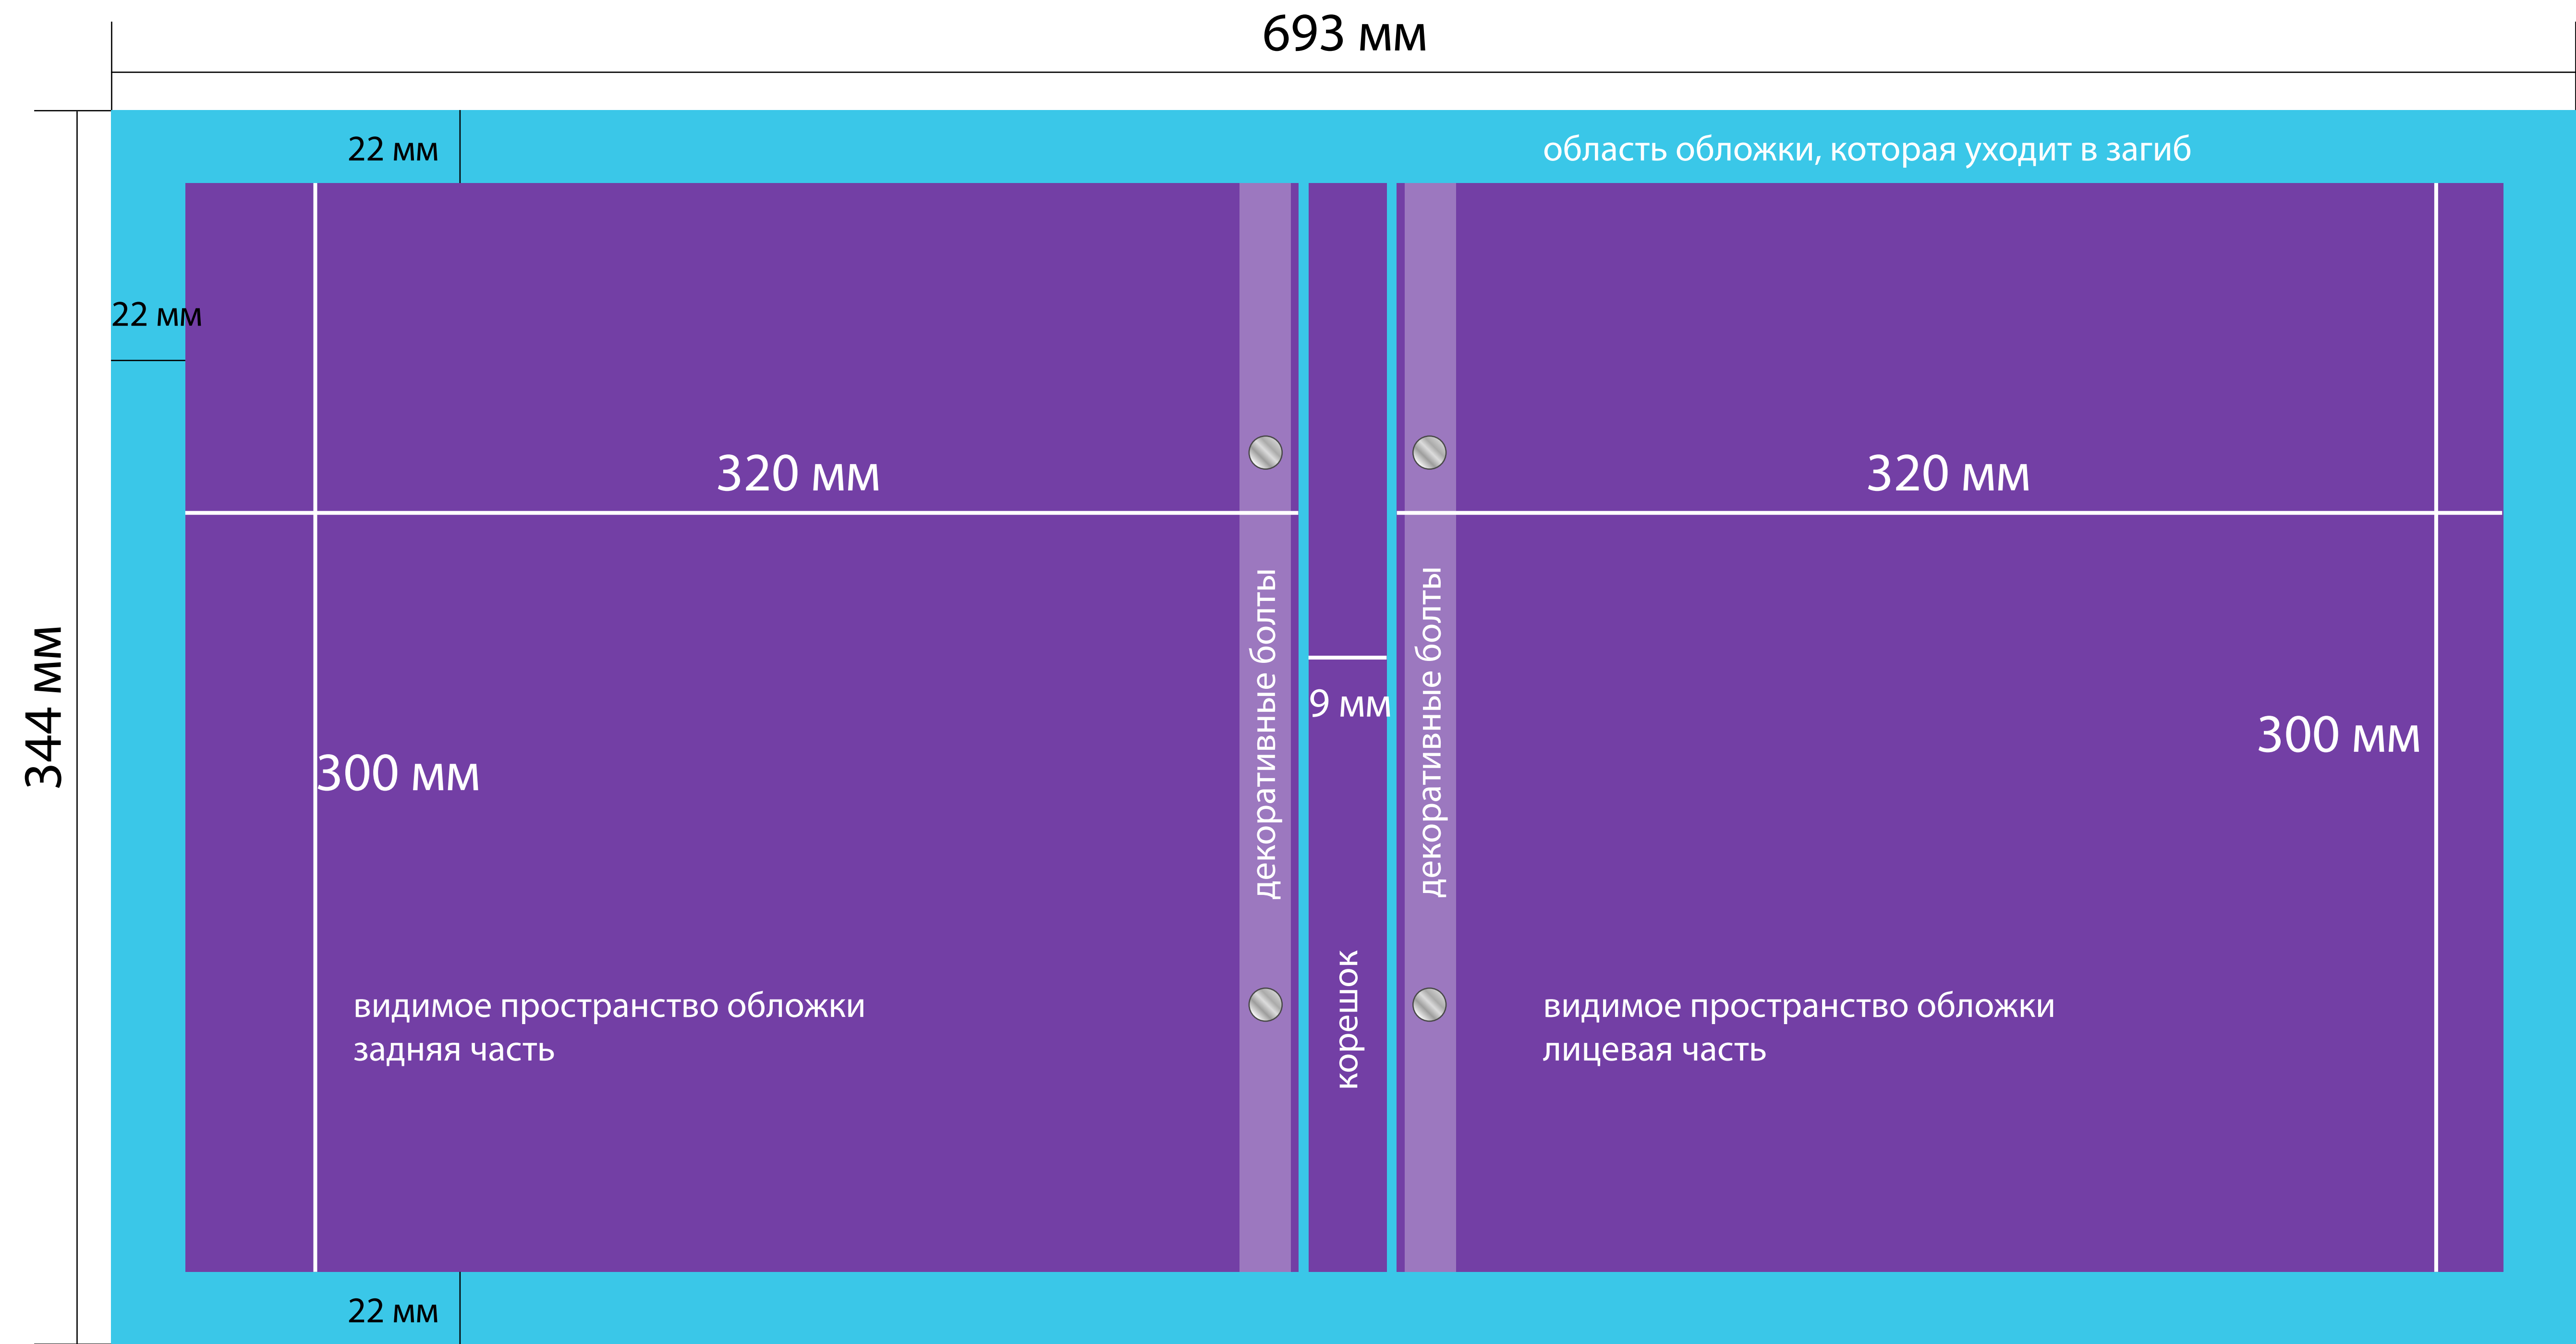 693 мм
22 мм
область обложки, которая уходит в загиб
22 мм
320 мм
320 мм
344 мм
300 мм
декоративные болты
9 мм
декоративные болты
300 мм
видимое пространство обложки
задняя часть
корешок
видимое пространство обложки
лицевая часть
22 мм